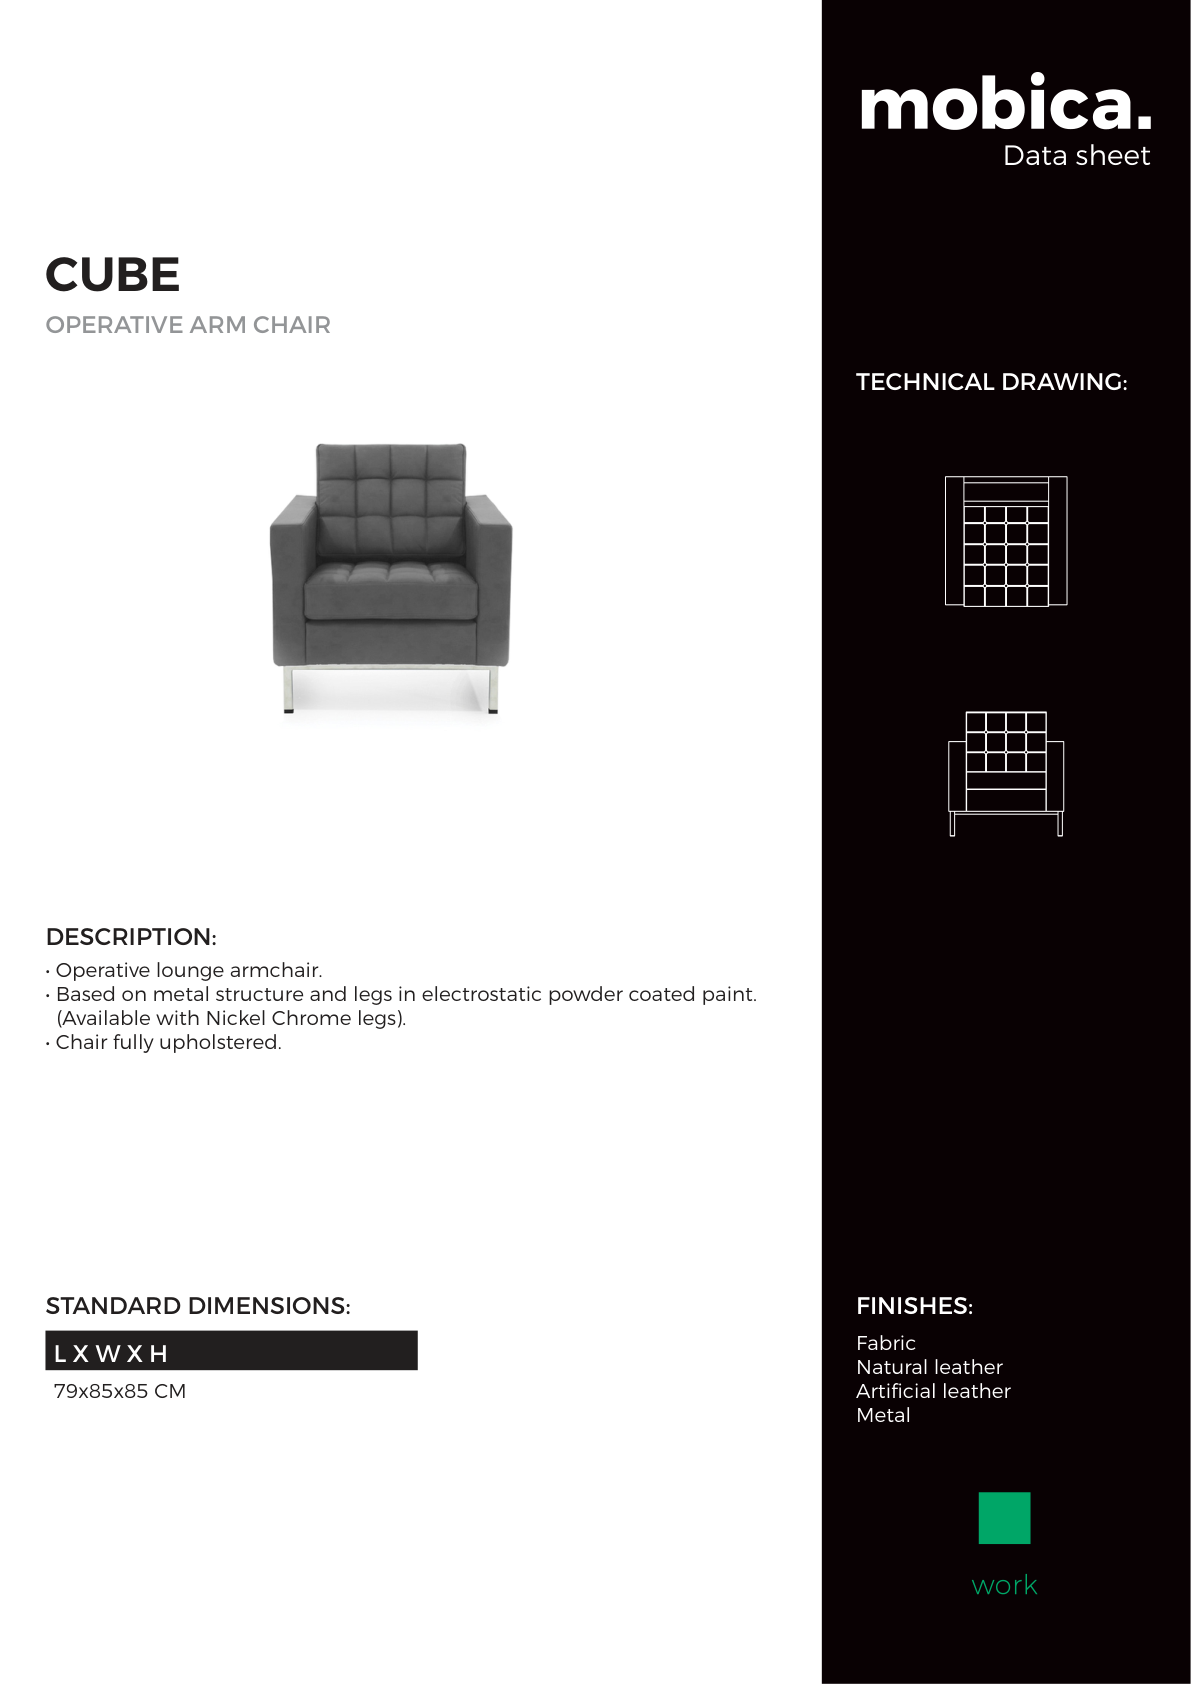 mobica.
Data sheet
CUBE
OPERATIVE ARM CHAIR
TECHNICAL DRAWING:
DESCRIPTION:
• Operative lounge armchair.
• Based on metal structure and legs in electrostatic powder coated paint.
(Available with Nickel Chrome legs).
• Chair fully upholstered.
STANDARD DIMENSIONS:
L X W X H
79x85x85 CM
FINISHES:
Fabric
Natural leather
Artificial leather
Metal
work